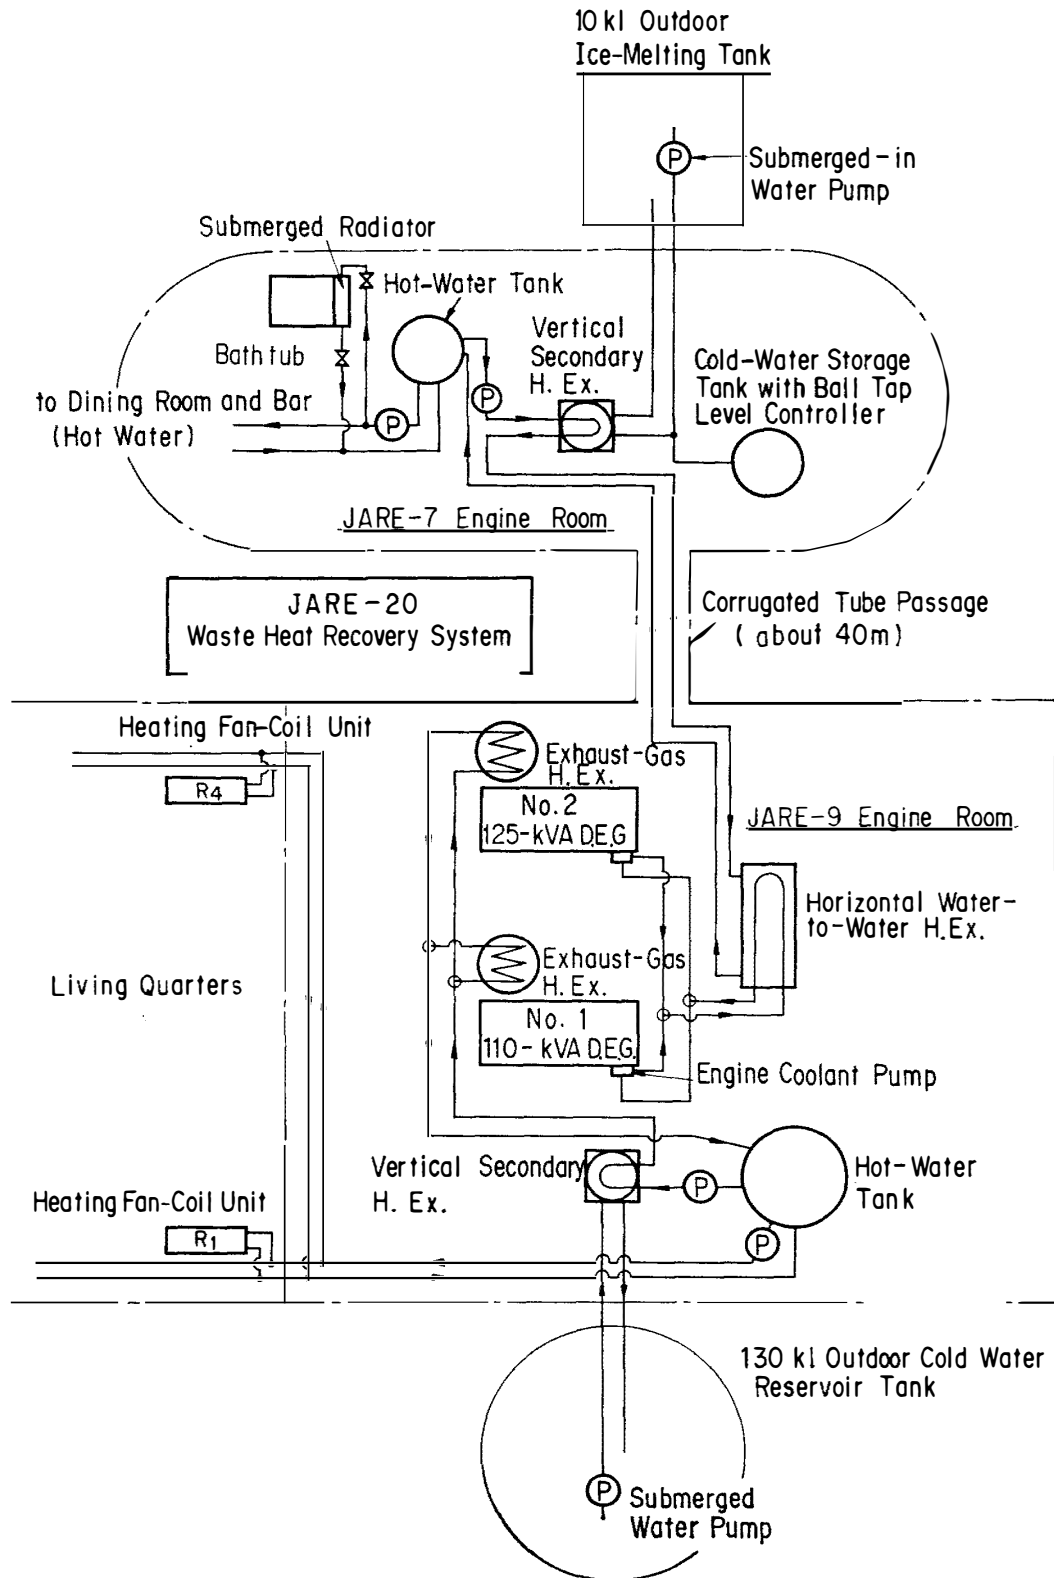 10 kl Outdoor
Ice-Melting Tank
P
Submerged-in
Water Pump
Submerged Radiator
Hot-Water Tank
Bathtub
Vertical
Secondary
H. Ex.
Cold-Water Storage
Tank with Ball Tap
Level Controller
to Dining Room and Bar
(Hot Water)
P
P
JARE-7 Engine Room
JARE-20
Waste Heat Recovery System
Corrugated Tube Passage
(about 40m)
Heating Fan-Coil Unit
R4
Exhaust-Gas
H. Ex.
No. 2
125-kVA D.E.G
JARE-9 Engine Room
Horizontal Water-
to-Water H.Ex.
Living Quarters
Exhaust-Gas
H. Ex.
No. 1
110-kVA D.E.G.
Engine Coolant Pump
Vertical Secondary
H. Ex.
P
Hot-Water
Tank
Heating Fan-Coil Unit
R1
P
130 kl Outdoor Cold Water
Reservoir Tank
P
Submerged
Water Pump